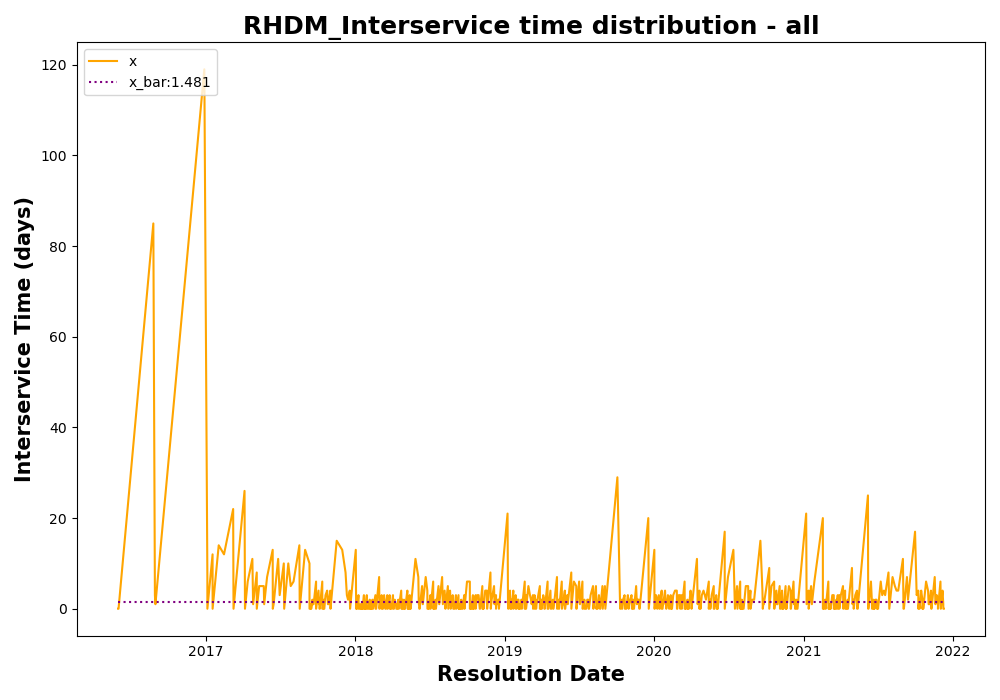 RHDM_Interservice time distribution - all
x
x_bar:1.481
Interservice Time (days)
120
100
80
60
40
20
0
2017 2018 2019 2020 2021 2022
Resolution Date